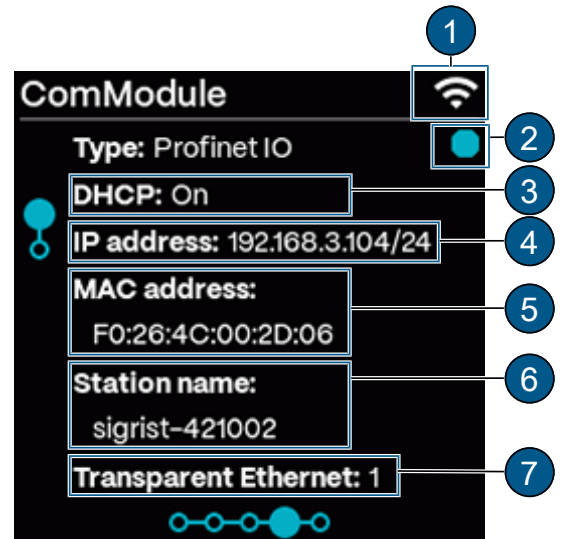 1
ComModule
2
Type: Profinet IO
3
DHCP: On
4
IP address: 192.168.3.104/24
MAC address:
5
F0:26:4C:00:2D:06
6
Station name:
sigrist-421002
7
Transparent Ethernet: 1